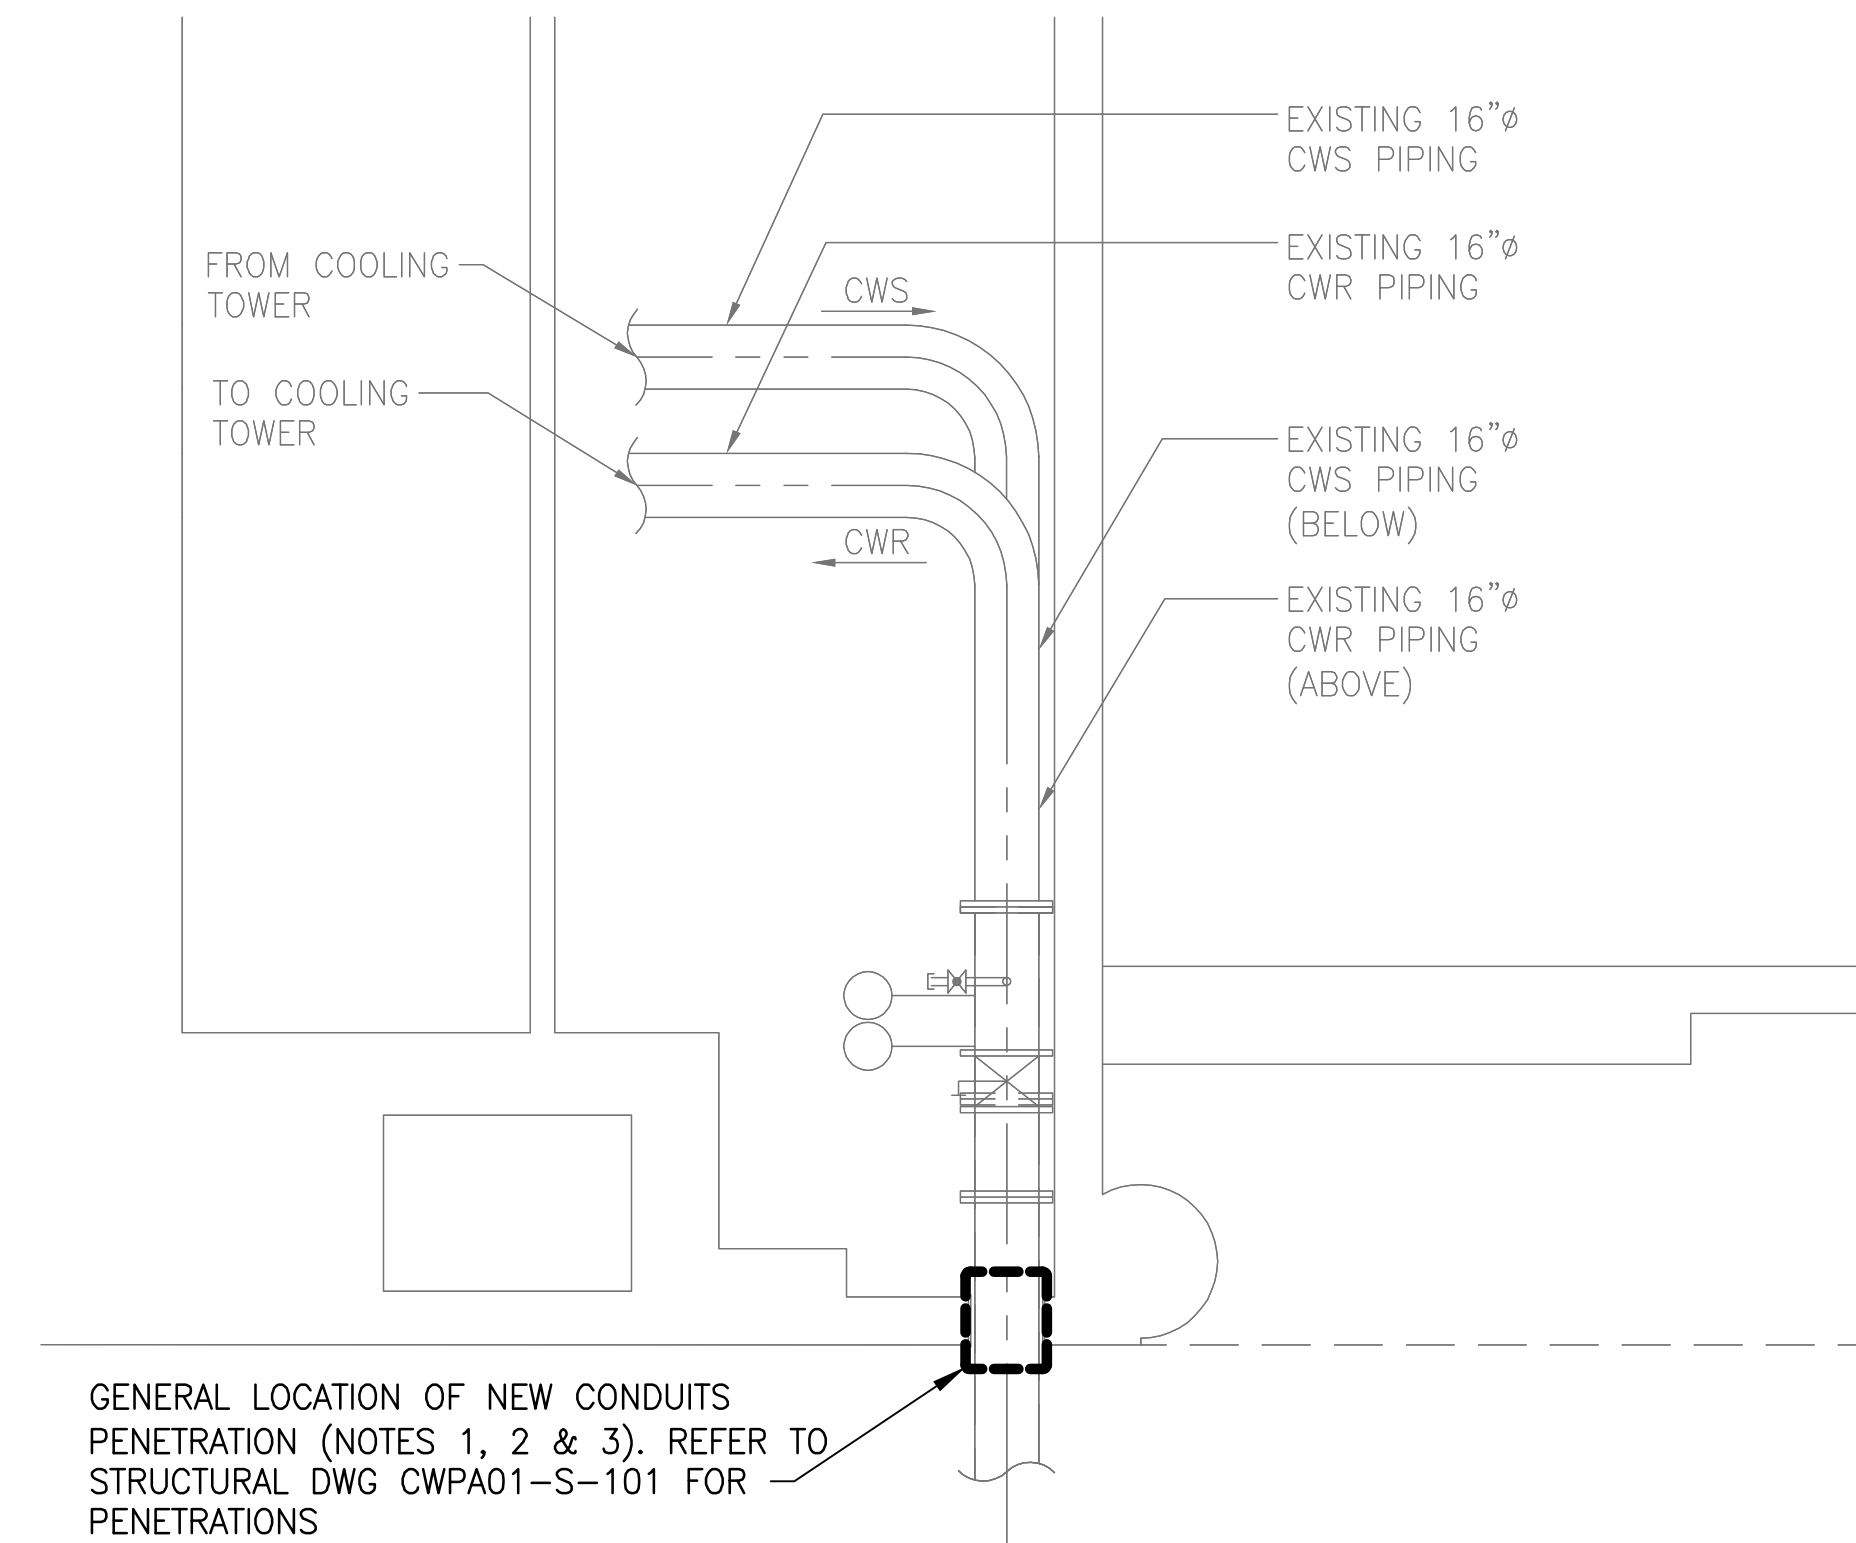 EXISTING 16"ø
CWS PIPING
EXISTING 16"ø
CWR PIPING
FROM COOLING
TOWER
CWS
TO COOLING
TOWER
EXISTING 16"ø
CWS PIPING
(BELOW)
CWR
EXISTING 16"ø
CWR PIPING
(ABOVE)
GENERAL LOCATION OF NEW CONDUITS
PENETRATION (NOTES 1, 2 & 3). REFER TO
STRUCTURAL DWG CWPA01-S-101 FOR
PENETRATIONS